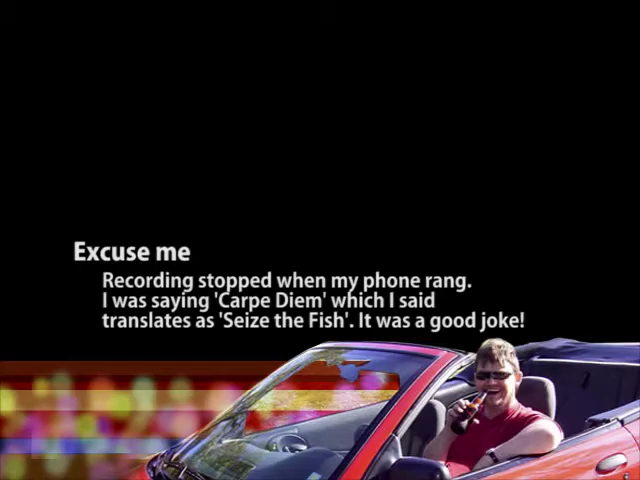 Excuse me
Recording stopped when my phone rang.
I was saying 'Carpe Diem' which I said
translates as 'Seize the Fish'. It was a good joke!